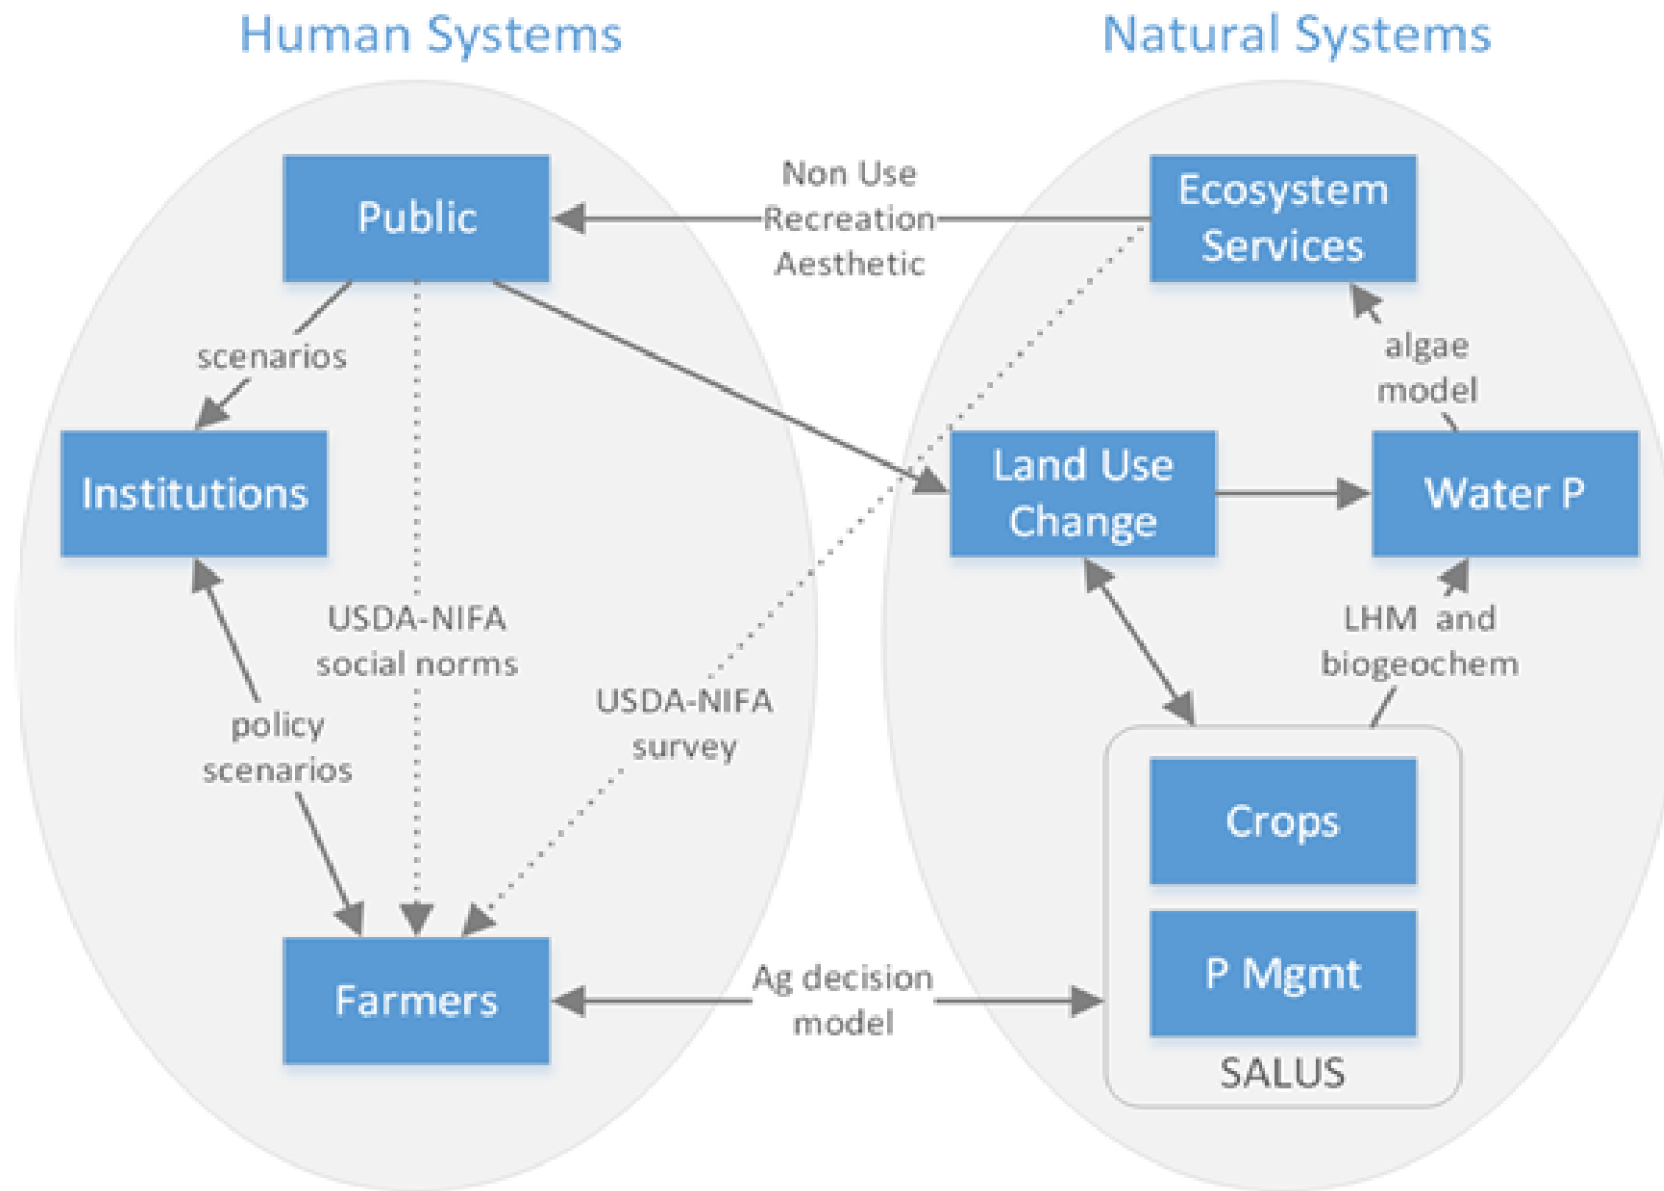 Human Systems
Natural Systems
Public
Non Use
Recreation
Aesthetic
Ecosystem
Services
scenarios
algae
model
Institutions
Land Use
Change
Water P
USDA-NIFA
social norms
LHM and
biogeochem
USDA-NIFA
survey
policy
scenarios
Crops
P Mgmt
SALUS
Farmers
Ag decision
model